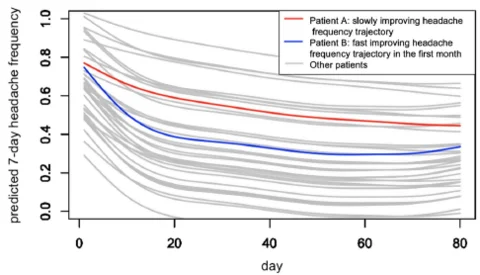 predicted 7-day headache frequency
1.0
0.8
0.6
0.4
0.2
0.0
Patient A: slowly improving headache
frequency trajectory
Patient B: fast improving headache
frequency trajectory in the first month
Other patients
0 20 40 60 80
day